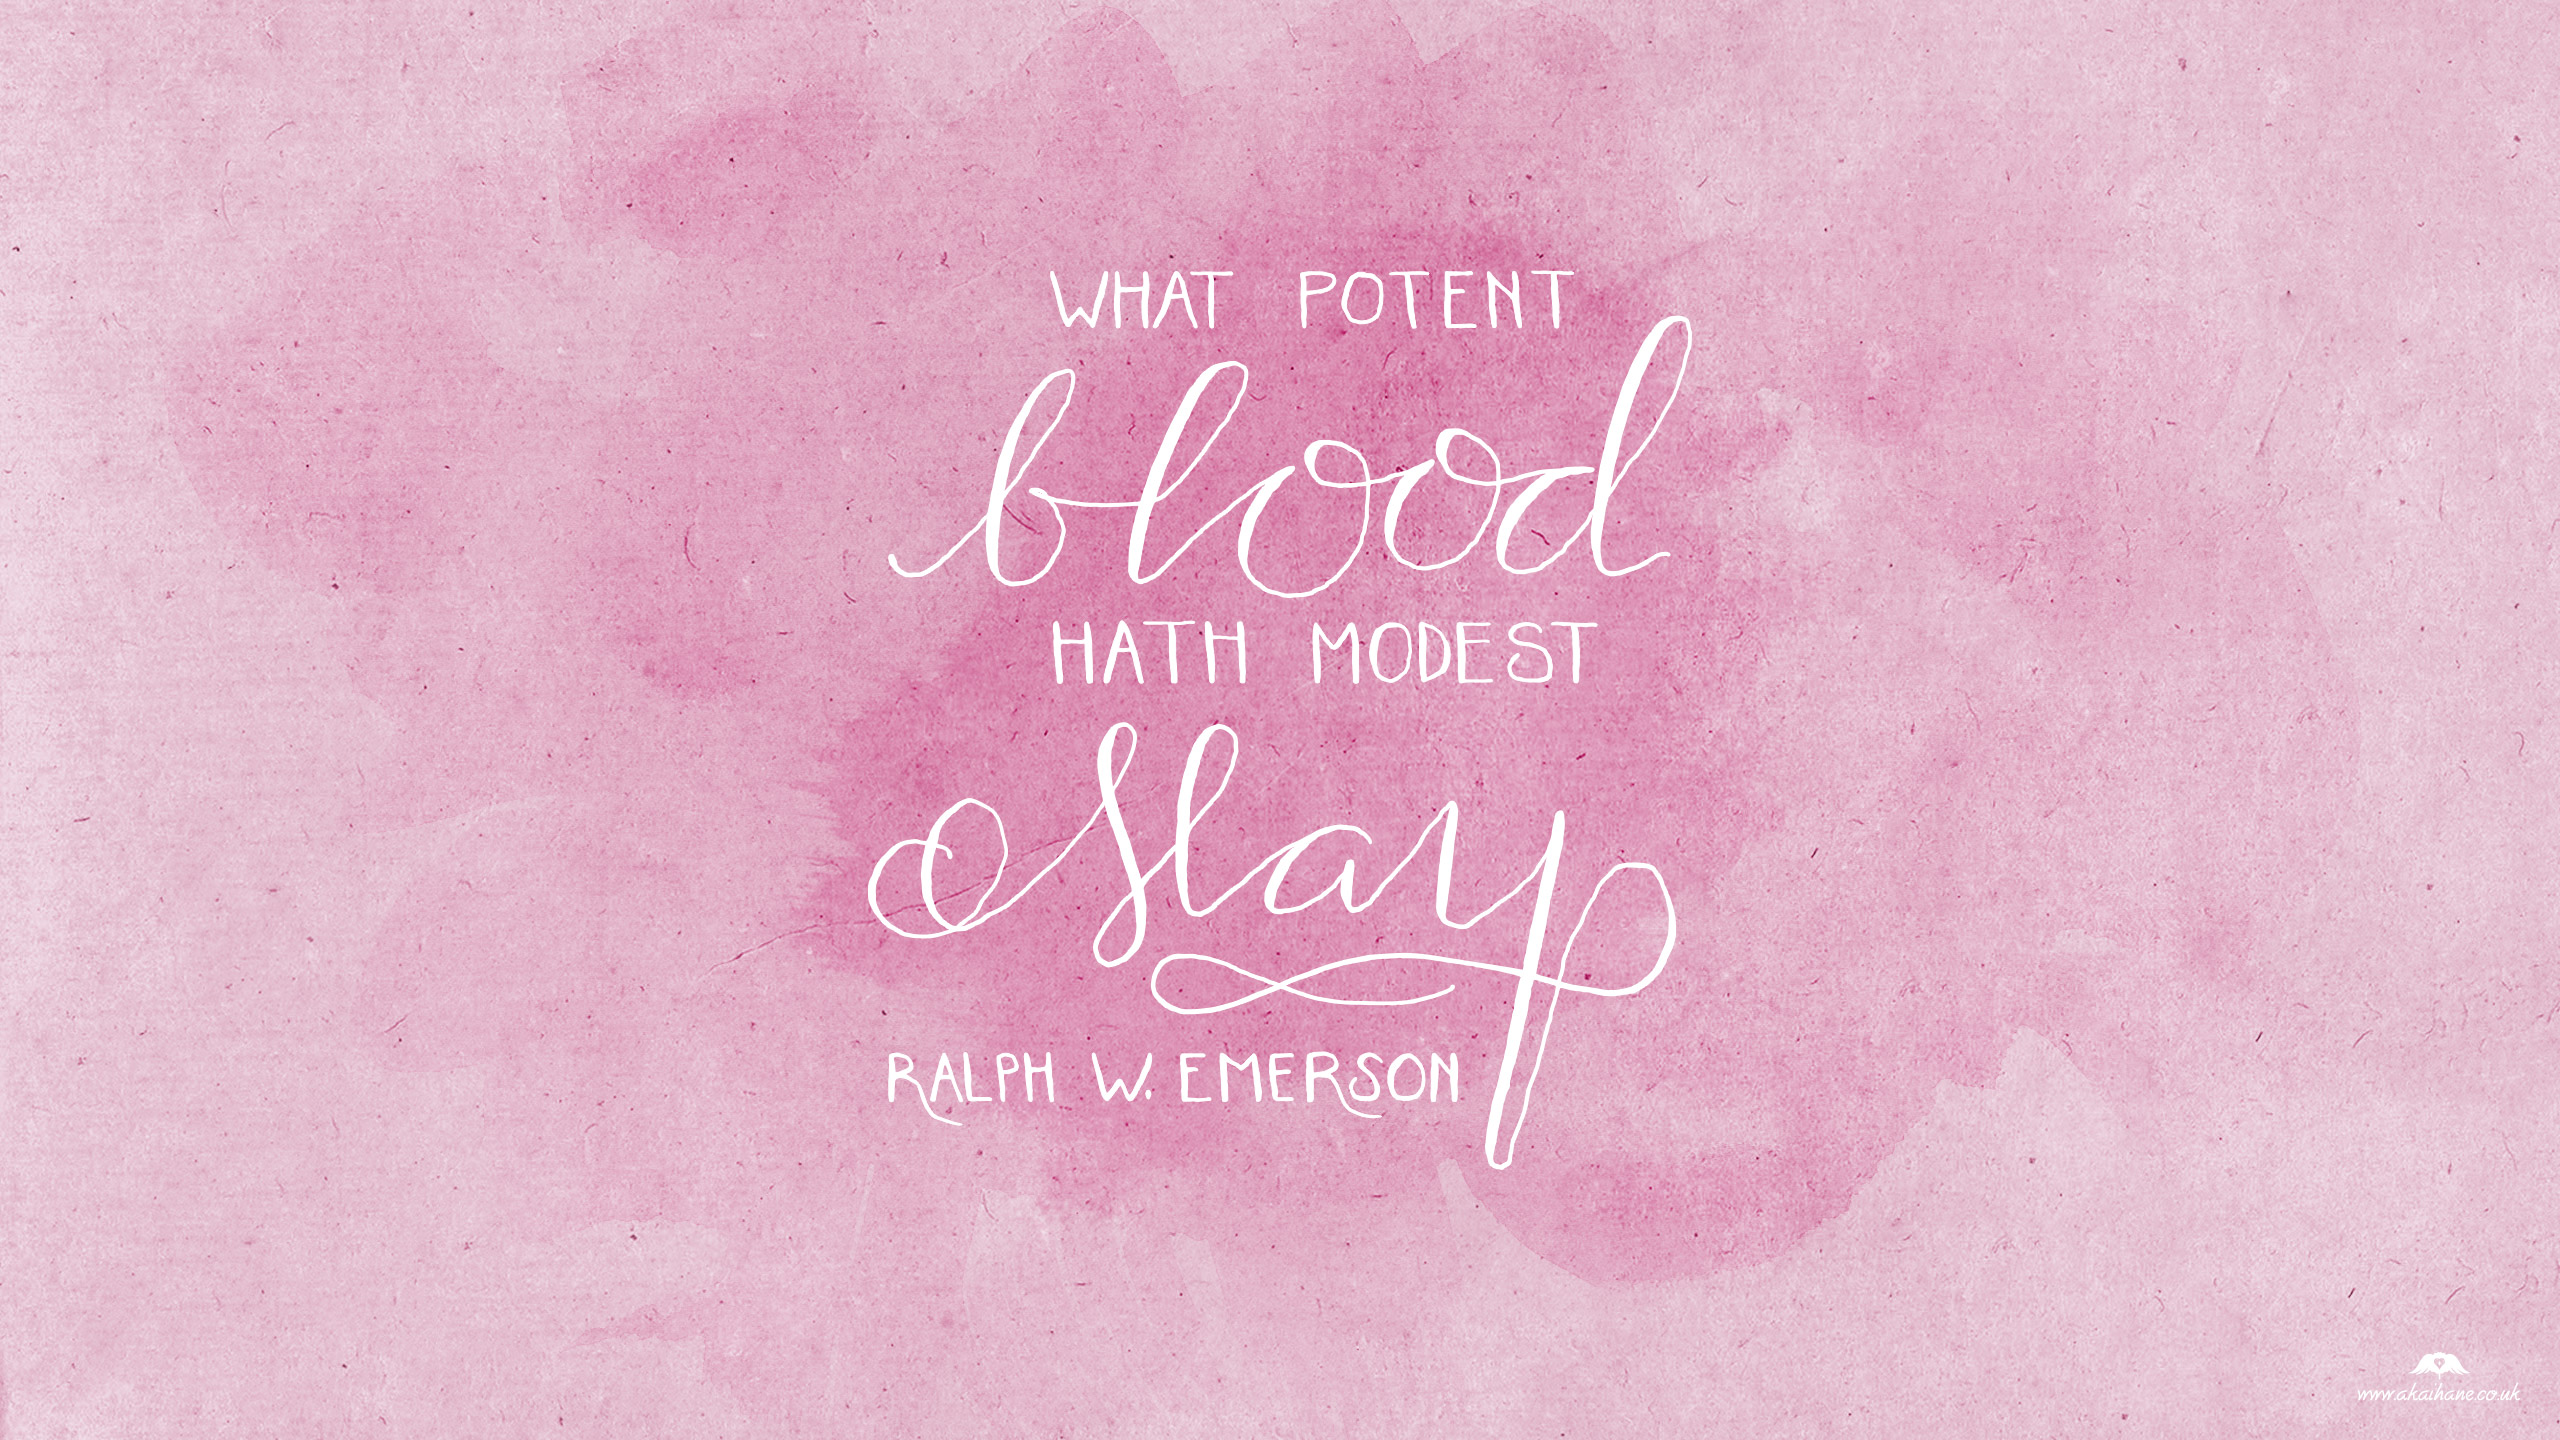 WHAT POTENT
blood
HATH MODEST
May
RALPH W. EMERSON
www.akaihane.co.uk